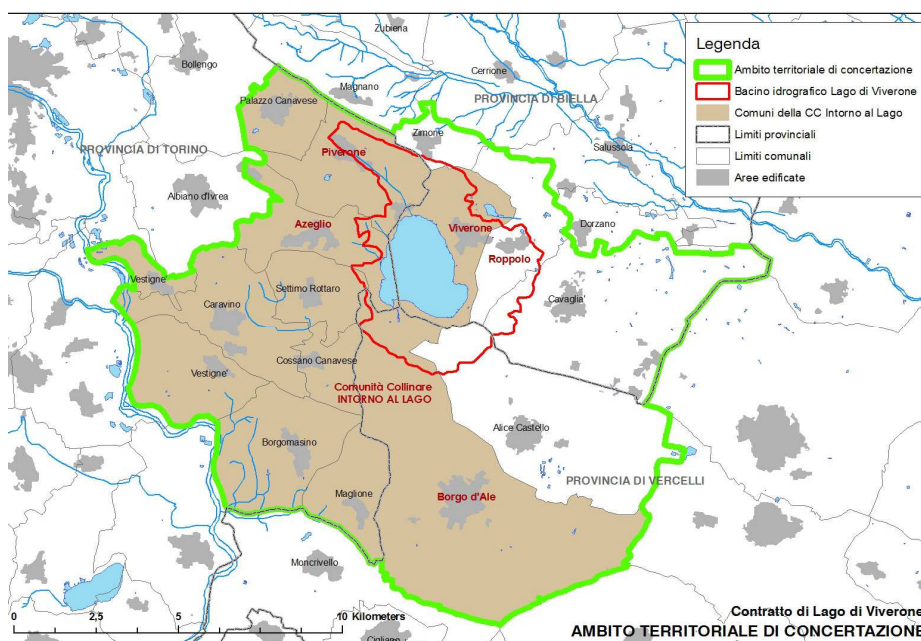 Zubiena
Bollengo
Cerrione
Magnano
PROVINCIA DI BIELLA
Palazzo Canavese
Zimone
PROVINCIA DI TORINO
Piverone
Salussola
Albiano d'Ivrea
Azeglio
Viverone
Dorzano
Roppolo
Vestigne'
Settimo Rottaro
Caravino
Cavaglia'
Cossano Canavese
Vestigne'
Comunità Collinare
INTORNO AL LAGO
Alice Castello
Borgomasino
PROVINCIA DI VERCELLI
Maglione
Borgo d'Ale
Moncrivello
Cigliano
0 2,5 5 10 Kilometers
Legenda
Ambito territoriale di concertazione
Bacino idrografico Lago di Viverone
Comuni della CC Intorno al Lago
Limiti provinciali
Limiti comunali
Aree edificate
Contratto di Lago di Viverone
AMBITO TERRITORIALE DI CONCERTAZIONE